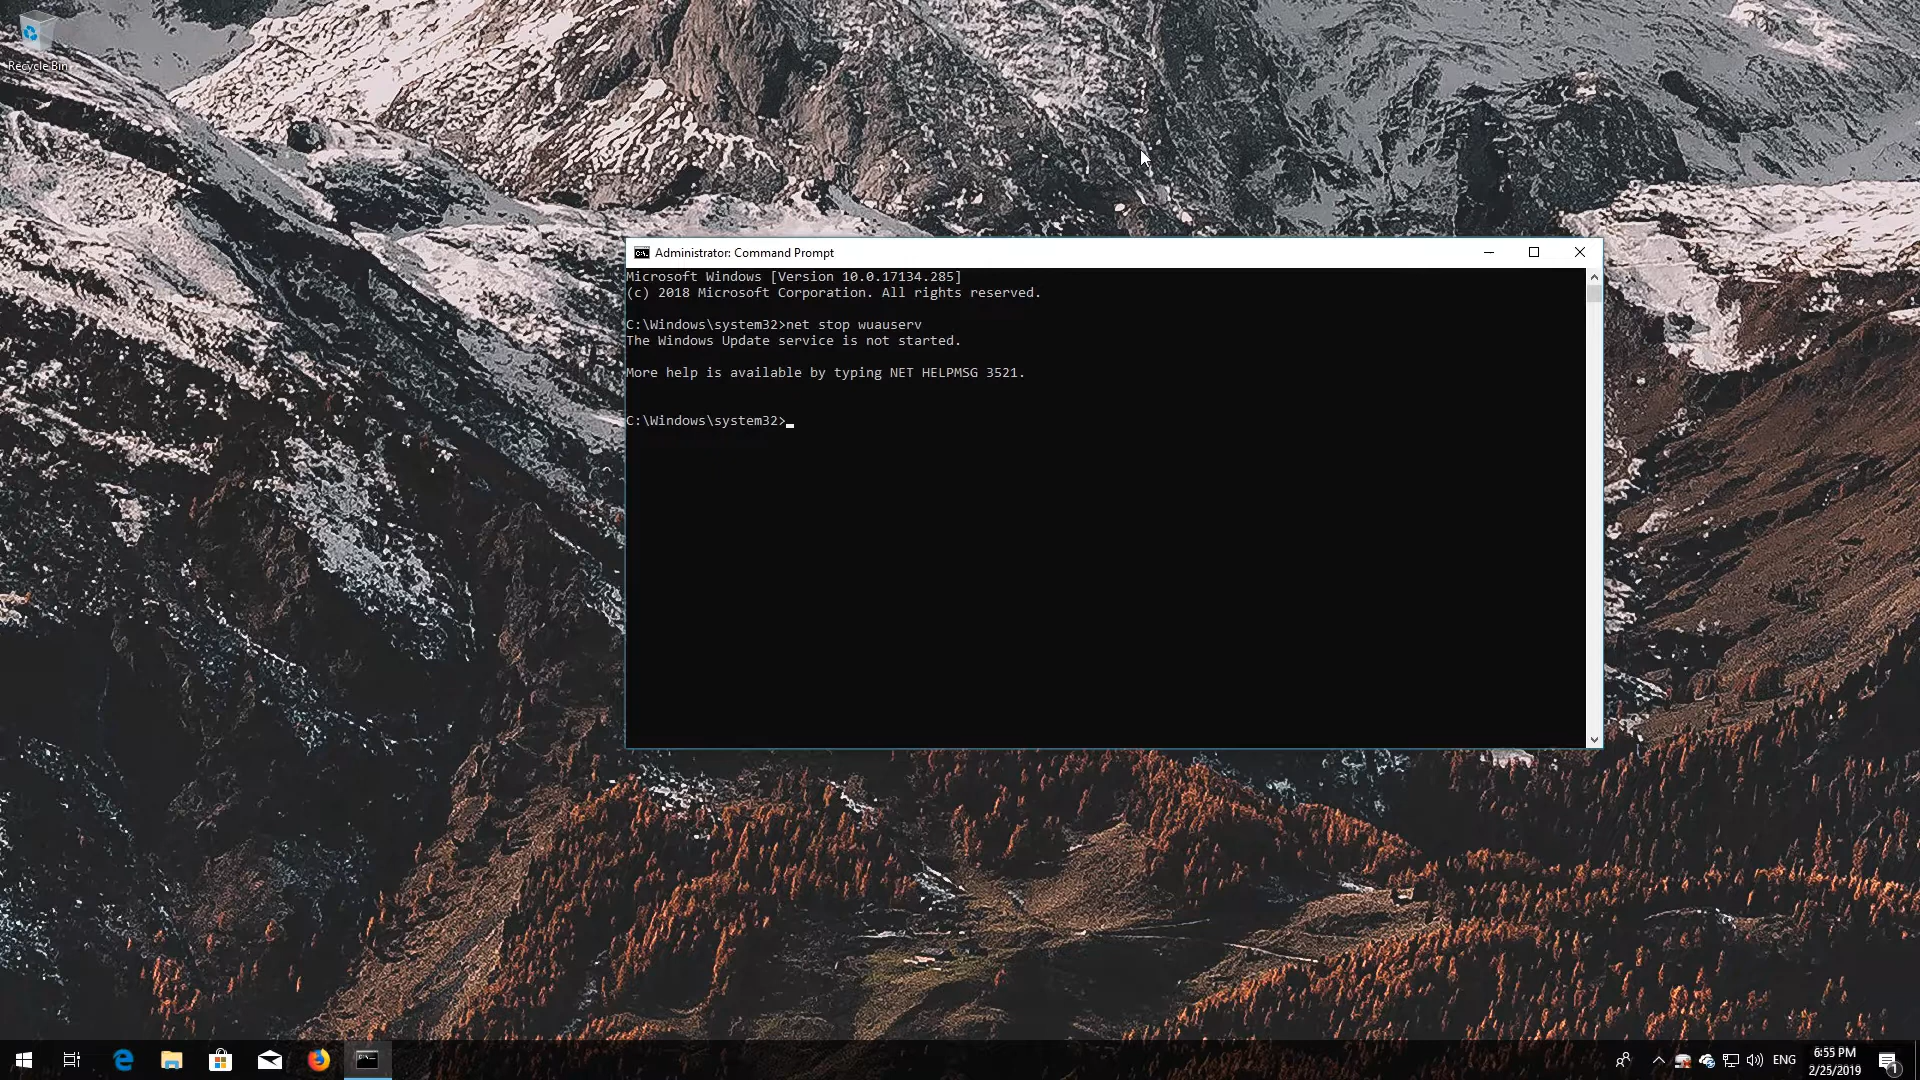 Recycle Bin
Administrator: Command Prompt
Microsoft Windows [Version 10.0.17134.285]
(c) 2018 Microsoft Corporation. All rights reserved.
C:\Windows\system32>net stop wuauserv
The Windows Update service is not started.
More help is available by typing NET HELPMSG 3521.
C:\Windows\system32>
ENG
6:55 PM
2/25/2019
1